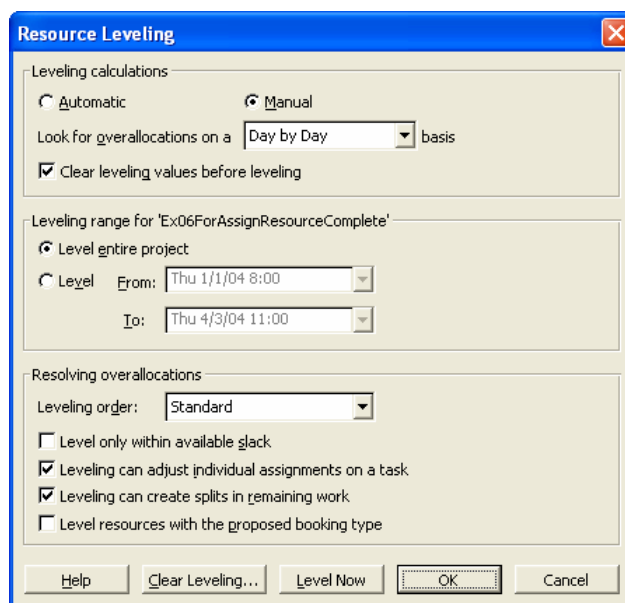 Resource Leveling
Leveling calculations
Automatic Manual
Look for overallocations on a Day by Day basis
Clear leveling values before leveling
Leveling range for 'Ex06ForAssignResourceComplete'
Level entire project
Level From: Thu 1/1/04 8:00
To: Thu 4/3/04 11:00
Resolving overallocations
Leveling order: Standard
Level only within available slack
Leveling can adjust individual assignments on a task
Leveling can create splits in remaining work
Level resources with the proposed booking type
Help Clear Leveling... Level Now OK Cancel